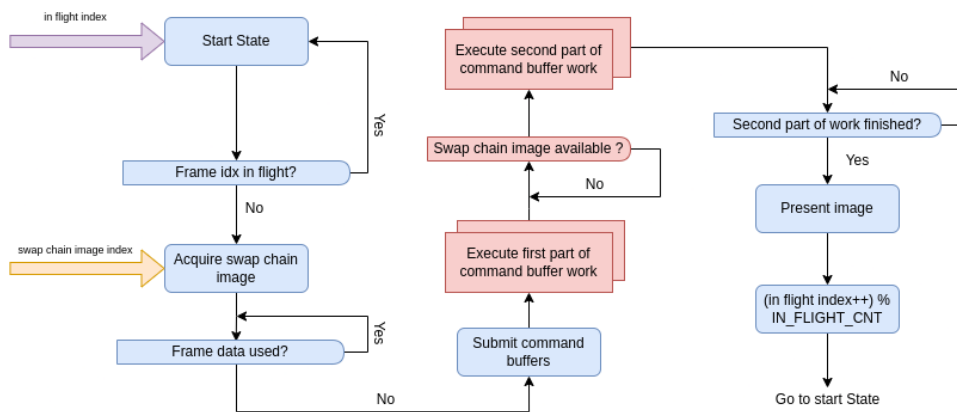 in flight index
Start State
Yes
Frame idx in flight?
No
swap chain image index
Acquire swap chain
image
Yes
Frame data used?
No
Submit command
buffers
Execute first part of
command buffer work
No
Swap chain image available ?
Execute second part of
command buffer work
No
Second part of work finished?
Yes
Present image
(in flight index++) %
IN_FLIGHT_CNT
Go to start State